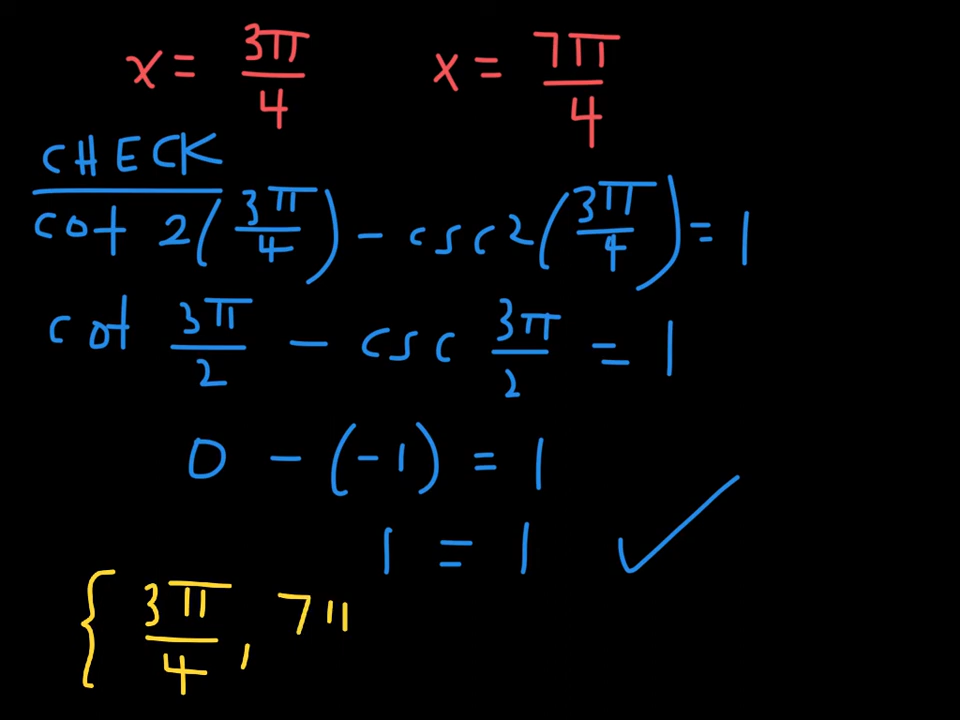 x = 3π/4 x = 7π/4
CHECK
cot 2(3π/4) - csc 2(3π/4) = 1
cot 3π/2 - csc 3π/2 = 1
0 - (-1) = 1
1 = 1 ✓
{ 3π/4 , 7π